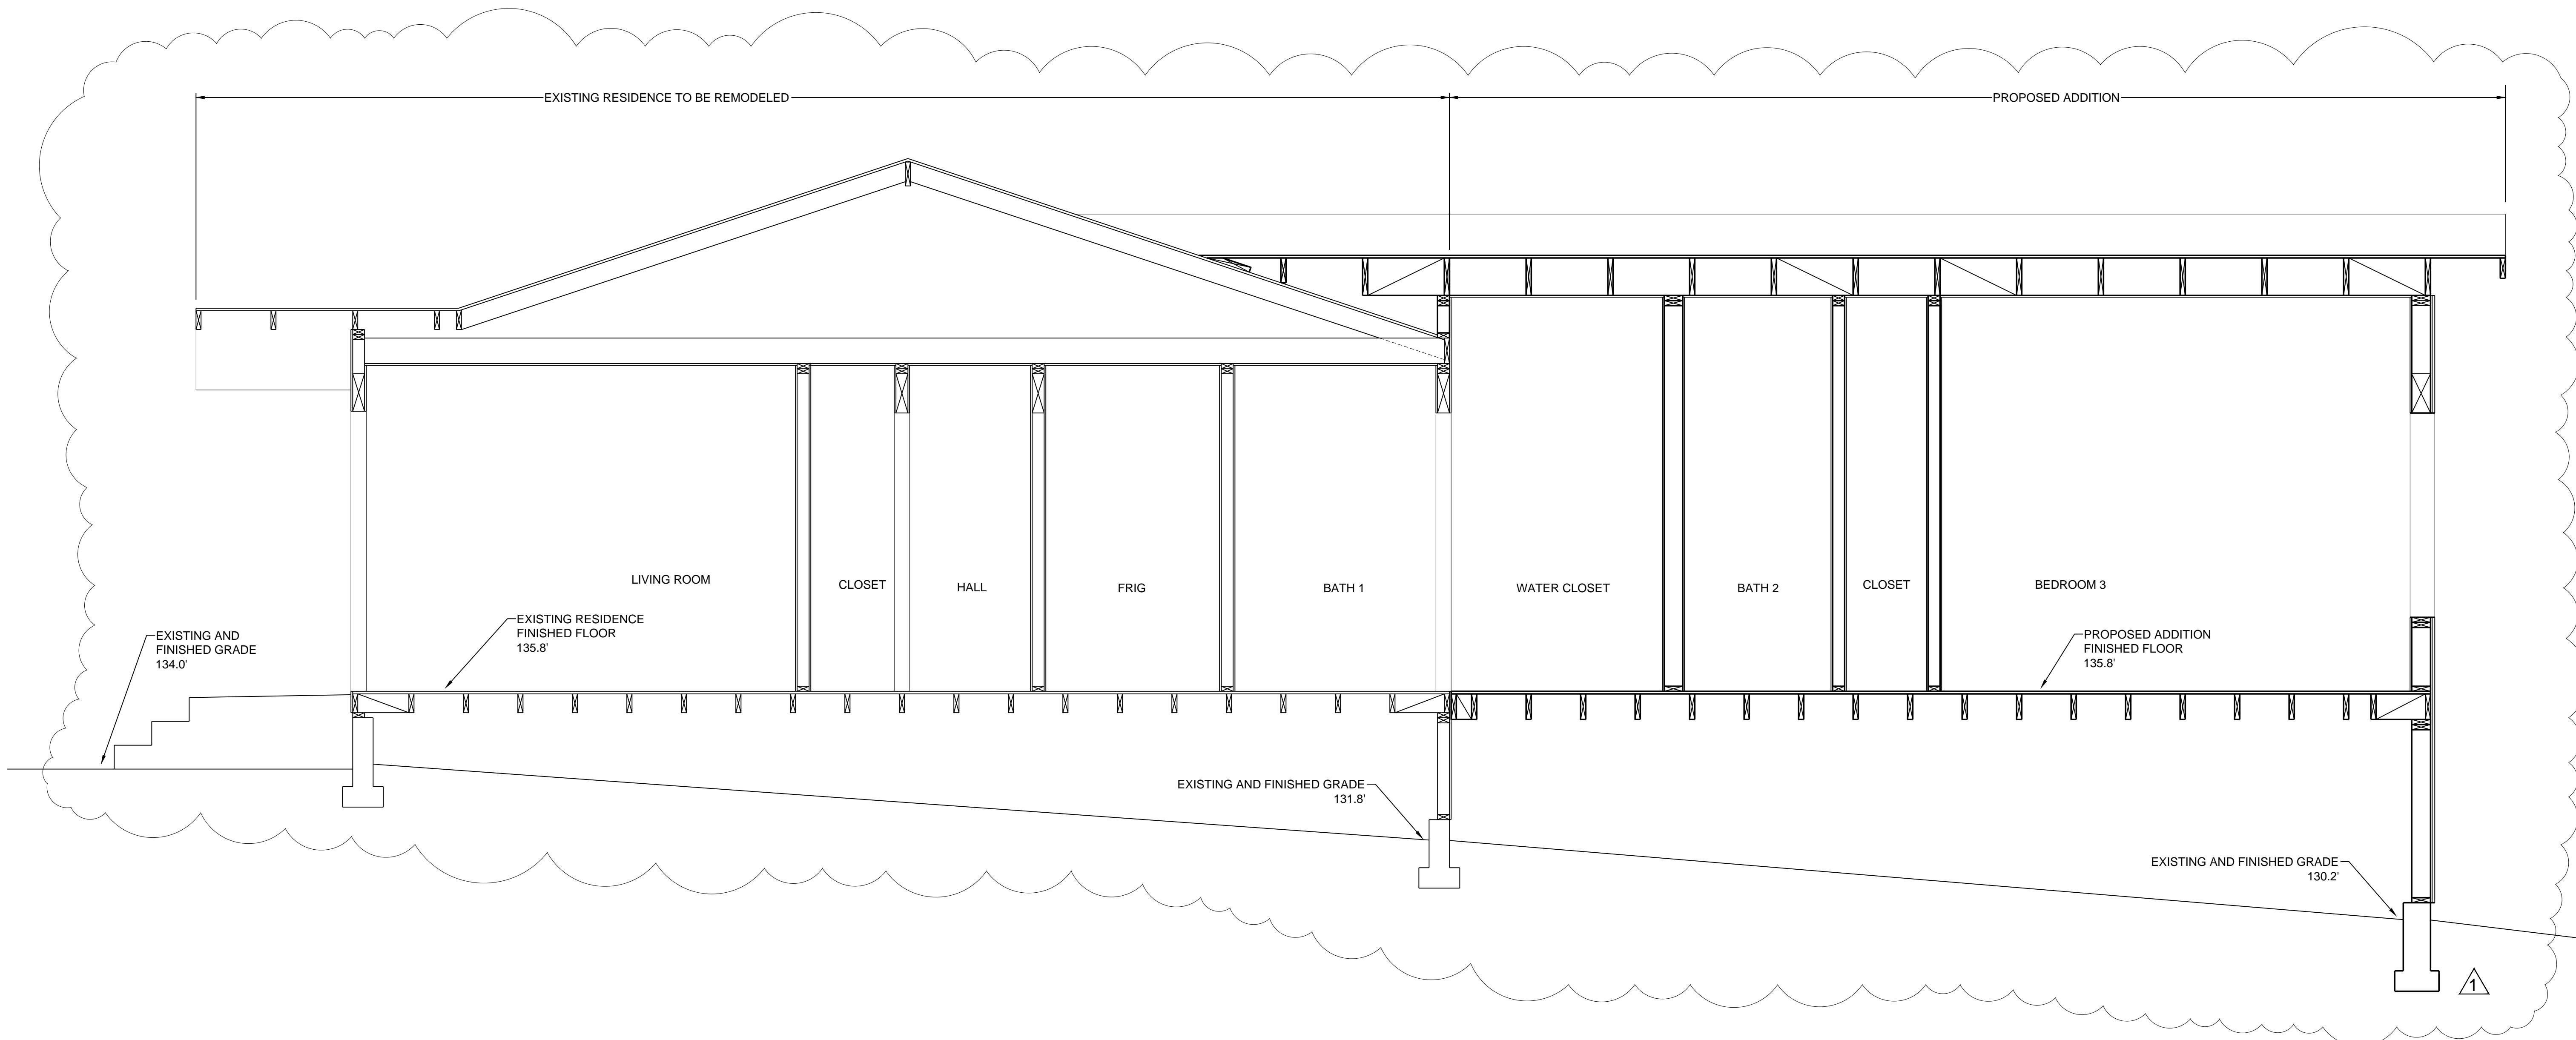 EXISTING RESIDENCE TO BE REMODELED
PROPOSED ADDITION
LIVING ROOM
CLOSET
HALL
FRIG
BATH 1
WATER CLOSET
BATH 2
CLOSET
BEDROOM 3
EXISTING AND
FINISHED GRADE
134.0'
EXISTING RESIDENCE
FINISHED FLOOR
135.8'
PROPOSED ADDITION
FINISHED FLOOR
135.8'
EXISTING AND FINISHED GRADE
131.8'
EXISTING AND FINISHED GRADE
130.2'
1